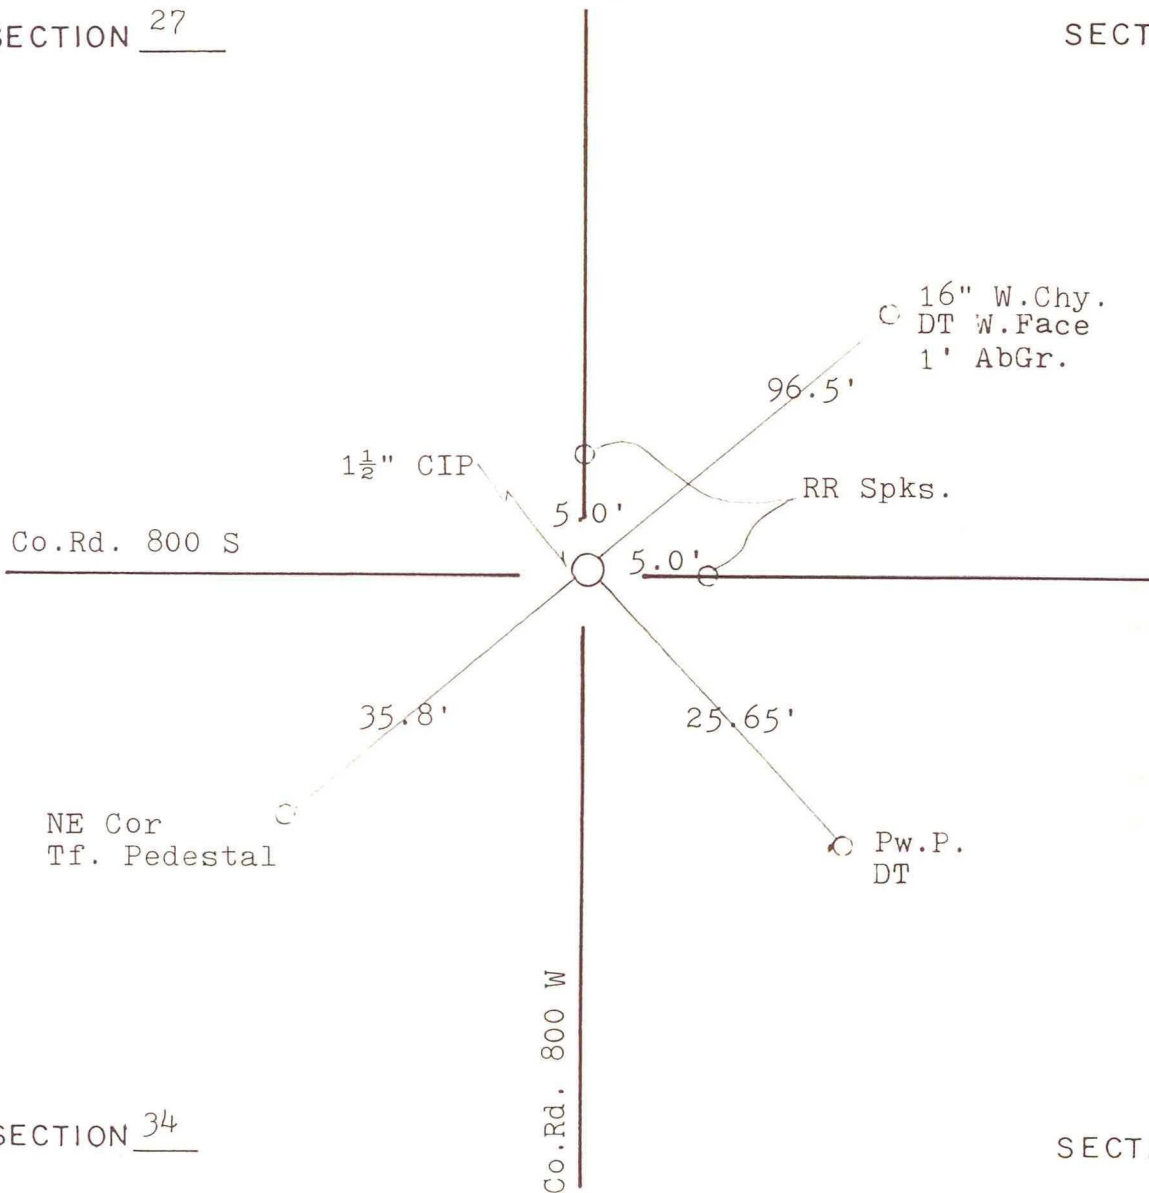 SECTION 27
SECT
16" W.Chy.
DT W.Face
1' AbGr.
96.5'
1½" CIP
RR Spks.
5.0'
Co.Rd. 800 S
5.0'
35.8'
25.65'
NE Cor
Tf. Pedestal
Pw.P.
DT
Co.Rd. 800 W
SECTION 34
SECT